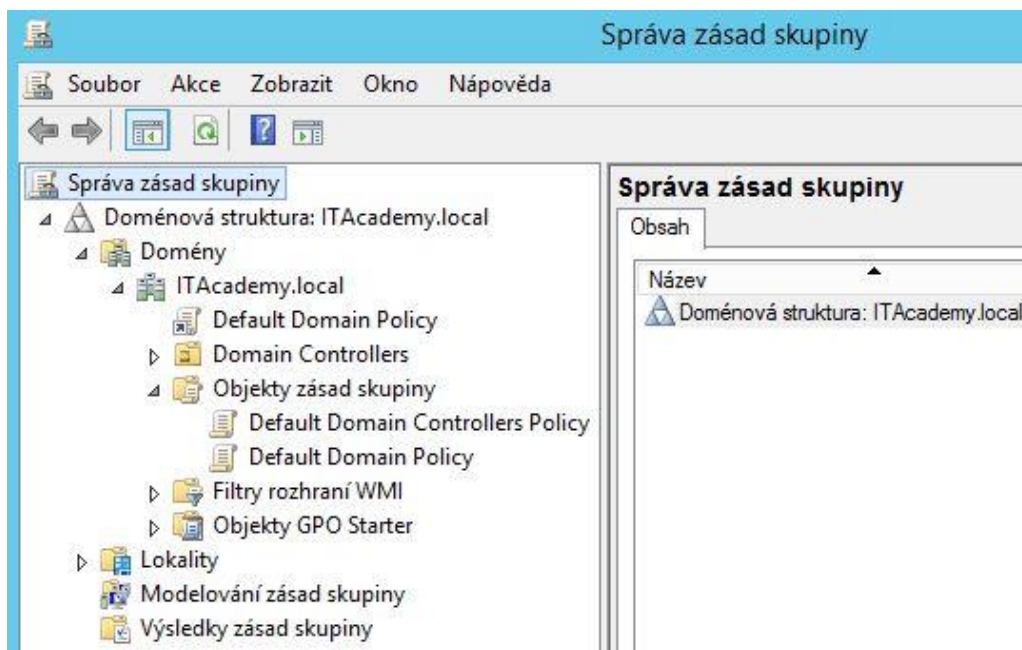 Správa zásad skupiny
Soubor Akce Zobrazit Okno Nápověda
Správa zásad skupiny
Doménová struktura: ITAcademy.local
Domény
ITAcademy.local
Default Domain Policy
Domain Controllers
Objekty zásad skupiny
Default Domain Controllers Policy
Default Domain Policy
Filtry rozhraní WMI
Objekty GPO Starter
Lokality
Modelování zásad skupiny
Výsledky zásad skupiny
Správa zásad skupiny
Obsah
Název
Doménová struktura: ITAcademy.local